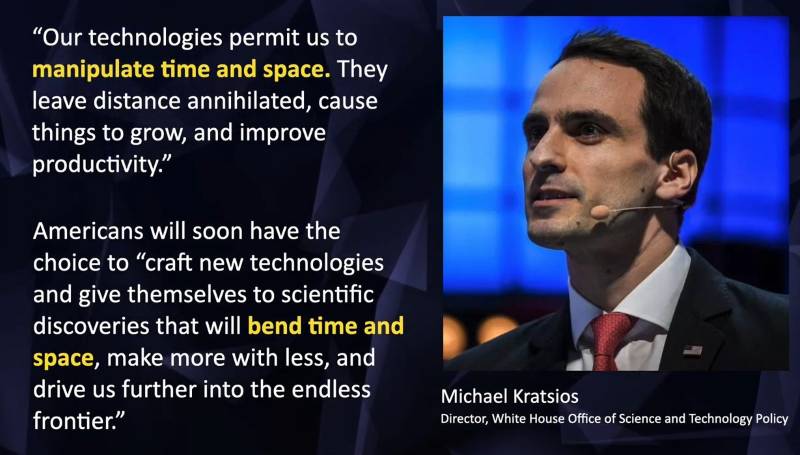 “Our technologies permit us to
manipulate time and space. They
leave distance annihilated, cause
things to grow, and improve
productivity.”
Americans will soon have the
choice to “craft new technologies
and give themselves to scientific
discoveries that will bend time and
space, make more with less, and
drive us further into the endless
frontier.”
Michael Kratsios
Director, White House Office of Science and Technology Policy